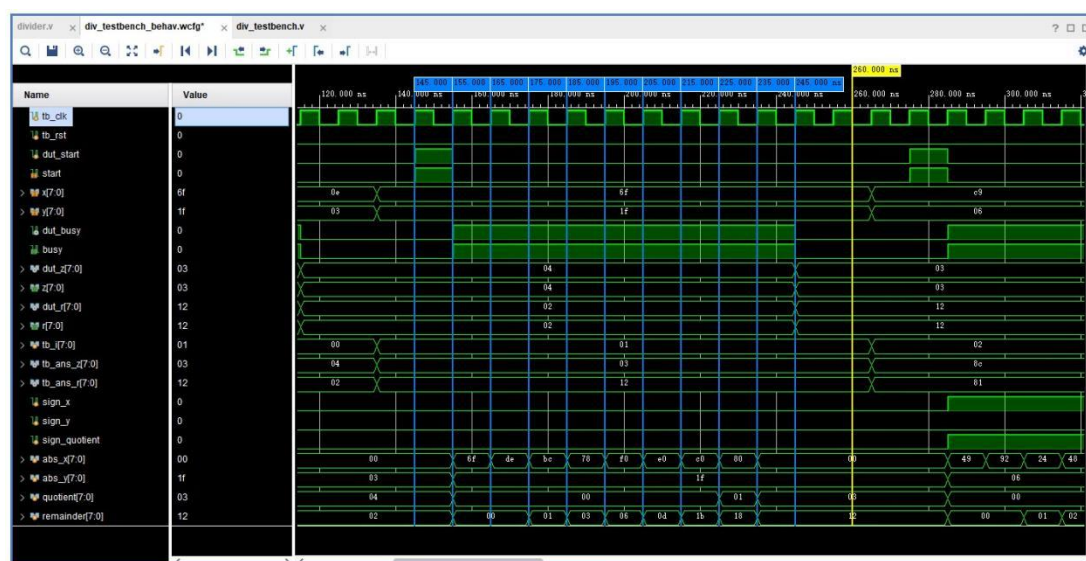 divider.v × div_testbench_behav.wcfg* × div_testbench.v ×
260.000 ns
145.000 155.000 165.000 175.000 185.000 195.000 205.000 215.000 225.000 235.000 245.000 ns
Name Value
120.000 ns 140.000 ns 160.000 ns 180.000 ns 200.000 ns 220.000 ns 240.000 ns 260.000 ns 280.000 ns 300.000 ns
tb_clk 0
tb_rst 0
dut_start 0
start 0
x[7:0] 6f 0e 6f c9
y[7:0] 1f 03 1f 06
dut_busy 0
busy 0
dut_z[7:0] 03 04 03
z[7:0] 03 04 03
dut_r[7:0] 12 02 12
r[7:0] 12 02 12
tb_i[7:0] 01 00 01 02
tb_ans_z[7:0] 03 04 03 8c
tb_ans_r[7:0] 12 02 12 81
sign_x 0
sign_y 0
sign_quotient 0
abs_x[7:0] 00 00 6f de bc 78 f0 e0 c0 80 00 49 92 24 48
abs_y[7:0] 1f 03 1f 06
quotient[7:0] 03 04 00 01 03 00
remainder[7:0] 12 02 00 01 03 06 0d 1b 18 12 00 01 02